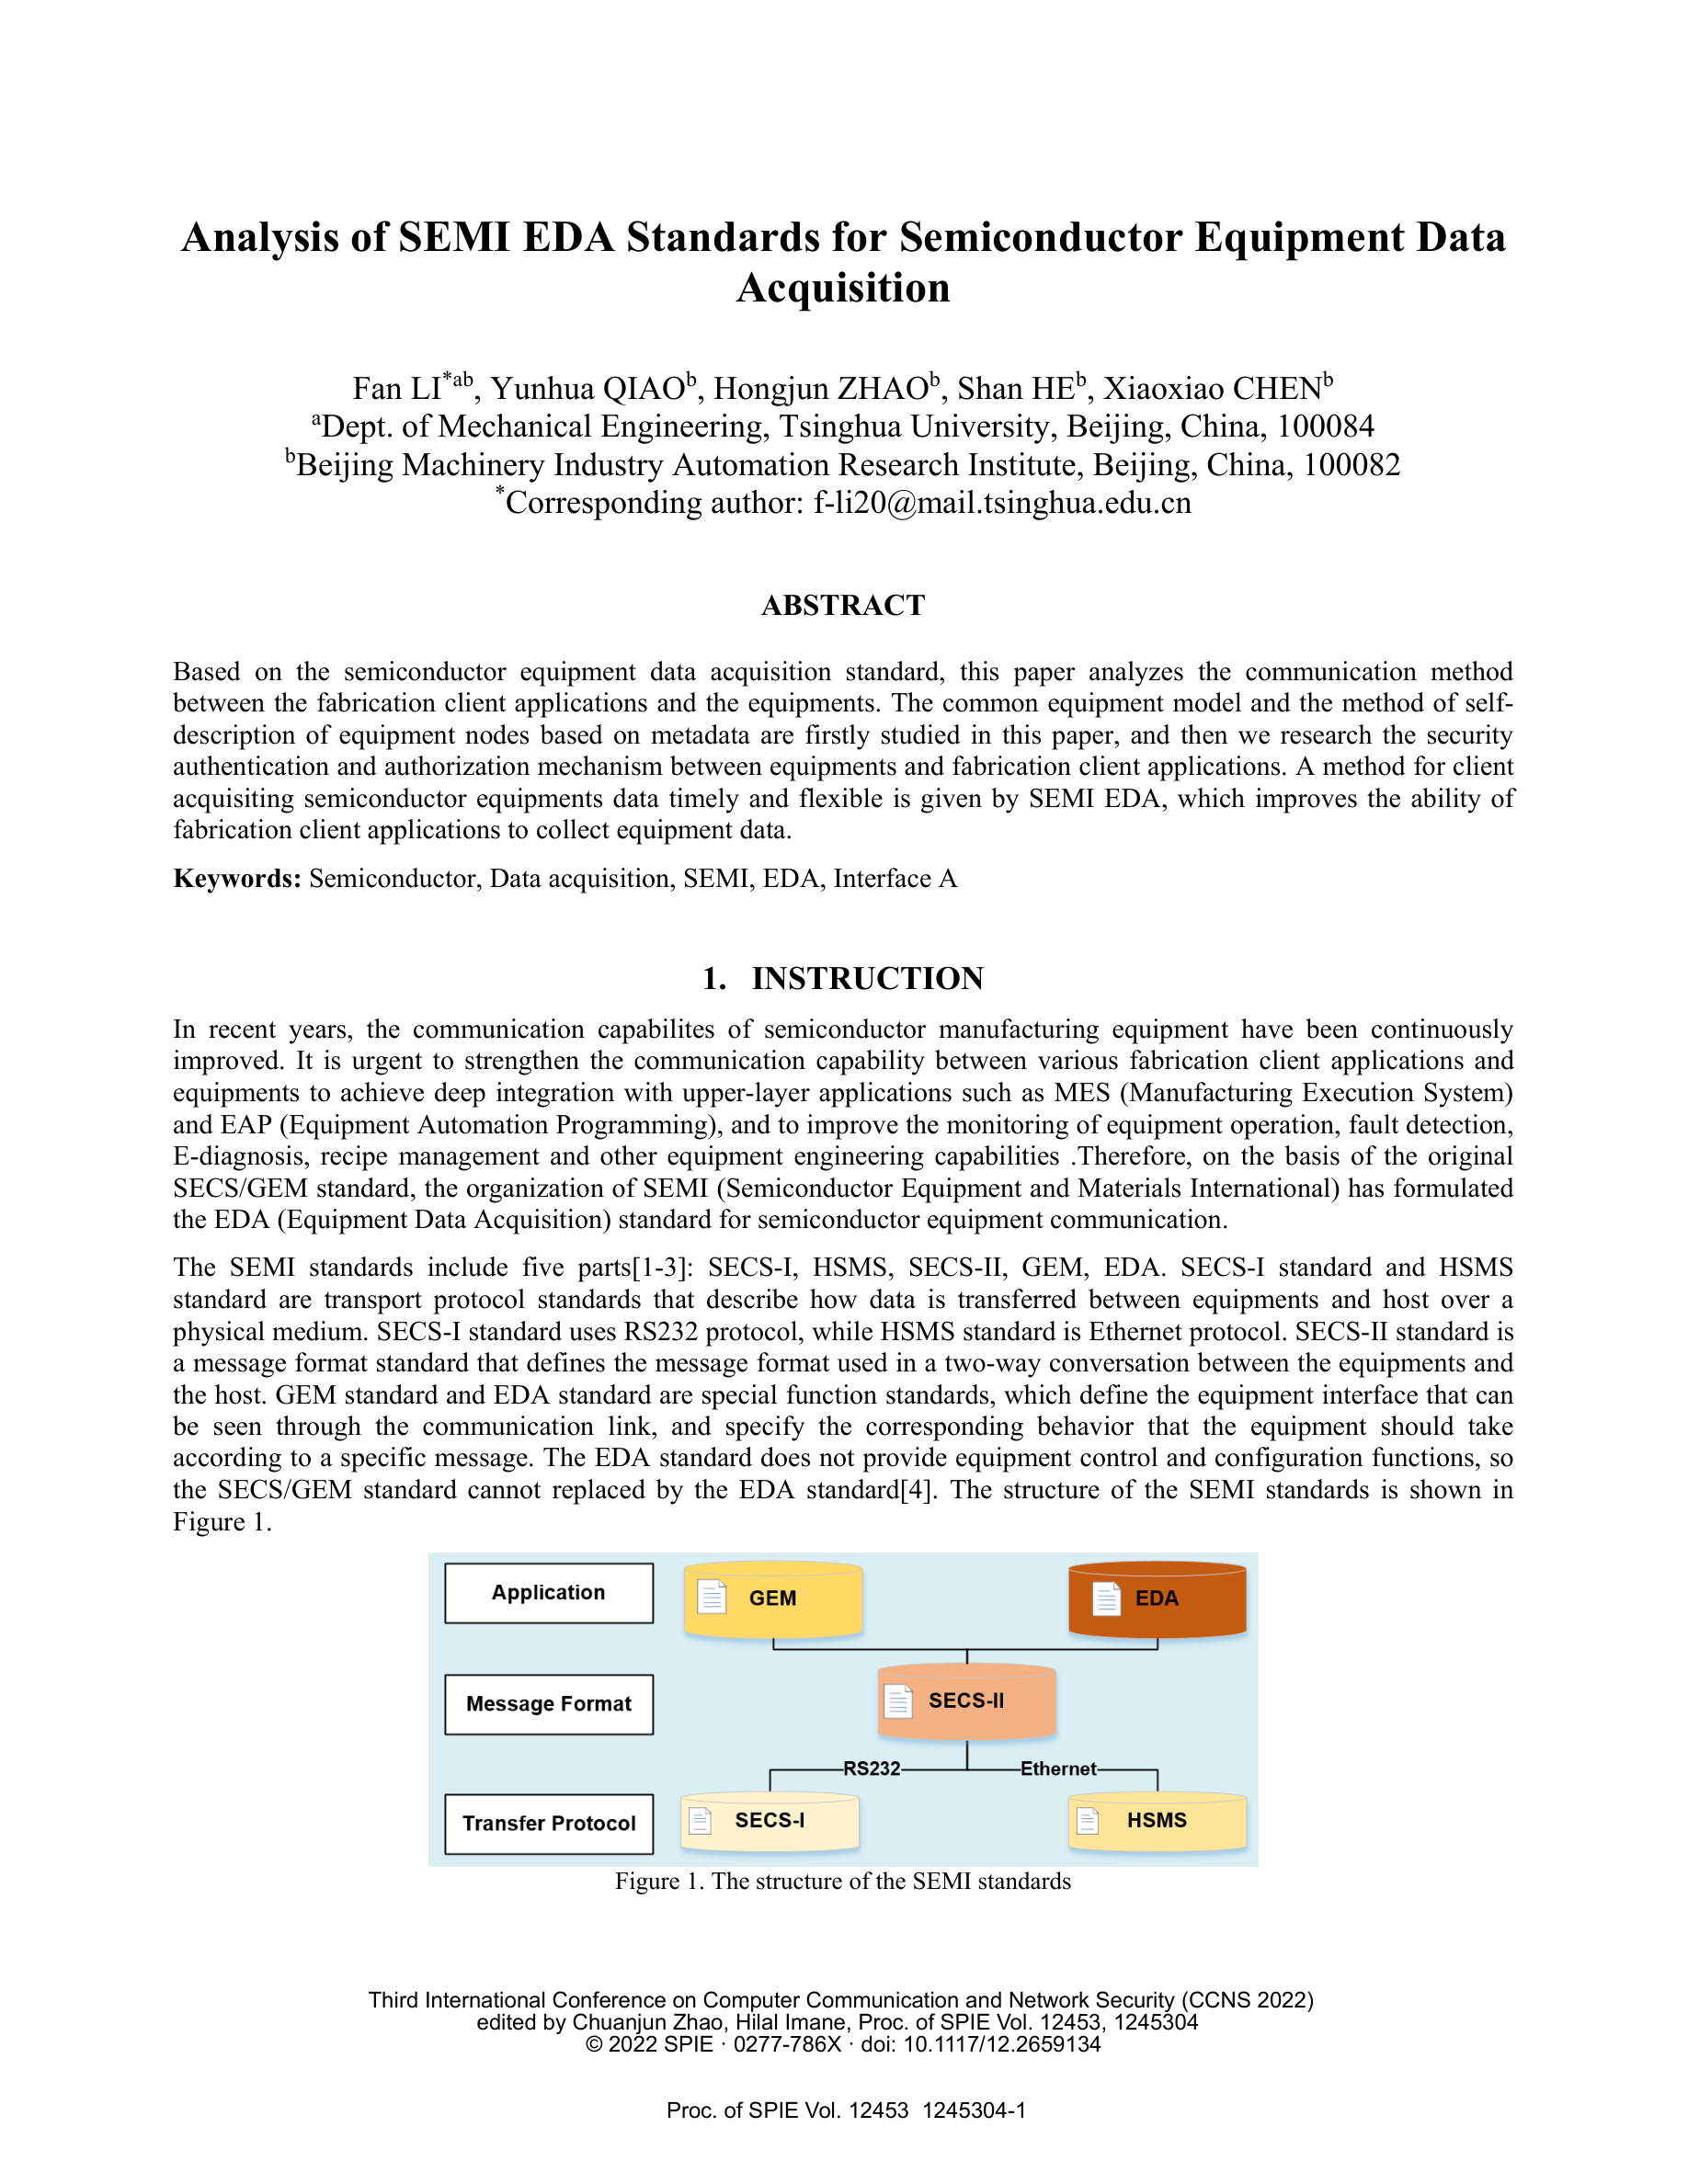 Analysis of SEMI EDA Standards for Semiconductor Equipment Data
Acquisition
Fan LI*ab, Yunhua QIAOb, Hongjun ZHAOb, Shan HEb, Xiaoxiao CHENb
aDept. of Mechanical Engineering, Tsinghua University, Beijing, China, 100084
bBeijing Machinery Industry Automation Research Institute, Beijing, China, 100082
*Corresponding author: f-li20@mail.tsinghua.edu.cn
ABSTRACT
Based on the semiconductor equipment data acquisition standard, this paper analyzes the communication method
between the fabrication client applications and the equipments. The common equipment model and the method of self-
description of equipment nodes based on metadata are firstly studied in this paper, and then we research the security
authentication and authorization mechanism between equipments and fabrication client applications. A method for client
acquisiting semiconductor equipments data timely and flexible is given by SEMI EDA, which improves the ability of
fabrication client applications to collect equipment data.
Keywords: Semiconductor, Data acquisition, SEMI, EDA, Interface A
1. INSTRUCTION
In recent years, the communication capabilites of semiconductor manufacturing equipment have been continuously
improved. It is urgent to strengthen the communication capability between various fabrication client applications and
equipments to achieve deep integration with upper-layer applications such as MES (Manufacturing Execution System)
and EAP (Equipment Automation Programming), and to improve the monitoring of equipment operation, fault detection,
E-diagnosis, recipe management and other equipment engineering capabilities .Therefore, on the basis of the original
SECS/GEM standard, the organization of SEMI (Semiconductor Equipment and Materials International) has formulated
the EDA (Equipment Data Acquisition) standard for semiconductor equipment communication.
The SEMI standards include five parts[1-3]: SECS-I, HSMS, SECS-II, GEM, EDA. SECS-I standard and HSMS
standard are transport protocol standards that describe how data is transferred between equipments and host over a
physical medium. SECS-I standard uses RS232 protocol, while HSMS standard is Ethernet protocol. SECS-II standard is
a message format standard that defines the message format used in a two-way conversation between the equipments and
the host. GEM standard and EDA standard are special function standards, which define the equipment interface that can
be seen through the communication link, and specify the corresponding behavior that the equipment should take
according to a specific message. The EDA standard does not provide equipment control and configuration functions, so
the SECS/GEM standard cannot replaced by the EDA standard[4]. The structure of the SEMI standards is shown in
Figure 1.
Application
GEM
EDA
Message Format
SECS-II
RS232
Ethernet
Transfer Protocol
SECS-I
HSMS
Figure 1. The structure of the SEMI standards
Third International Conference on Computer Communication and Network Security (CCNS 2022)
edited by Chuanjun Zhao, Hilal Imane, Proc. of SPIE Vol. 12453, 1245304
© 2022 SPIE · 0277-786X · doi: 10.1117/12.2659134
Proc. of SPIE Vol. 12453 1245304-1